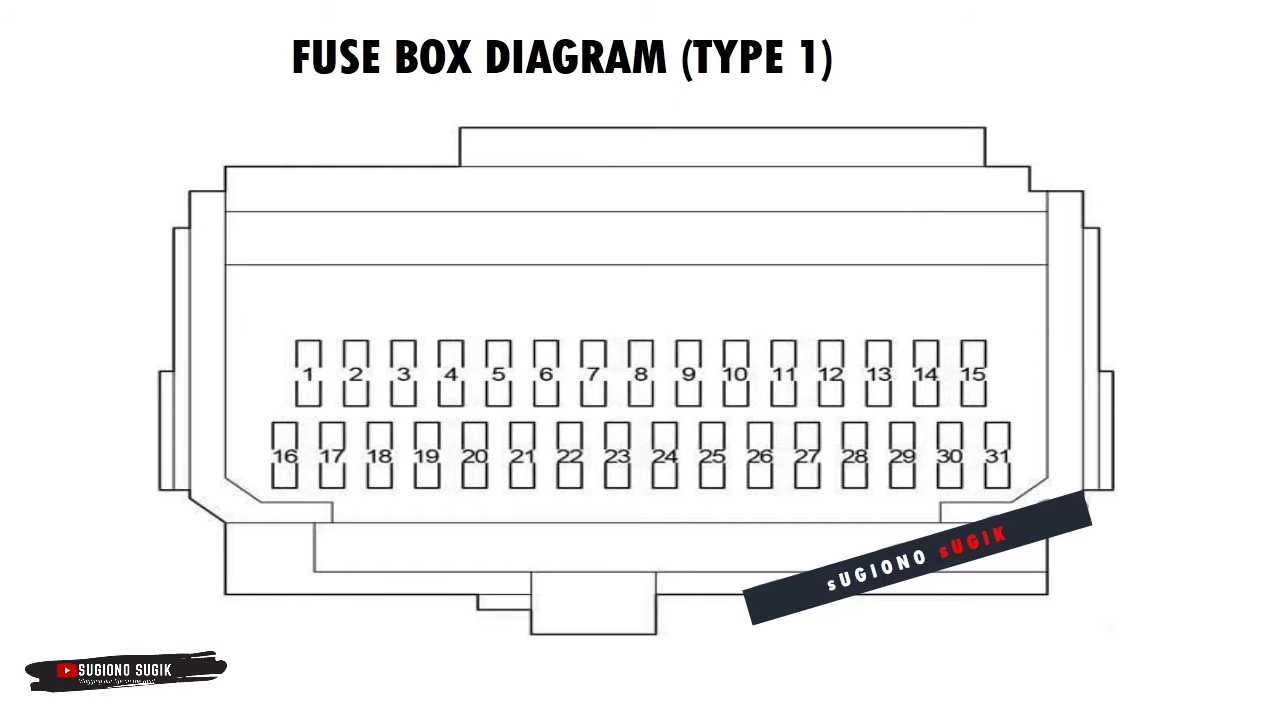 FUSE BOX DIAGRAM (TYPE 1)
1 2 3 4 5 6 7 8 9 10 11 12 13 14 15
16 17 18 19 20 21 22 23 24 25 26 27 28 29 30 31
sUGIONO sUGIK
SUGIONO SUGIK